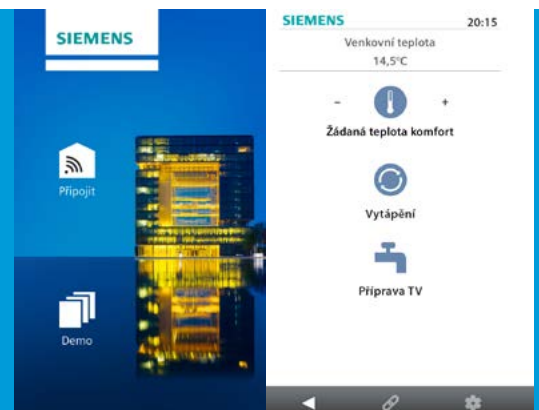 SIEMENS
Připojit
Demo
SIEMENS 20:15
Venkovní teplota
14,5°C
- +
Žádaná teplota komfort
Vytápění
Příprava TV